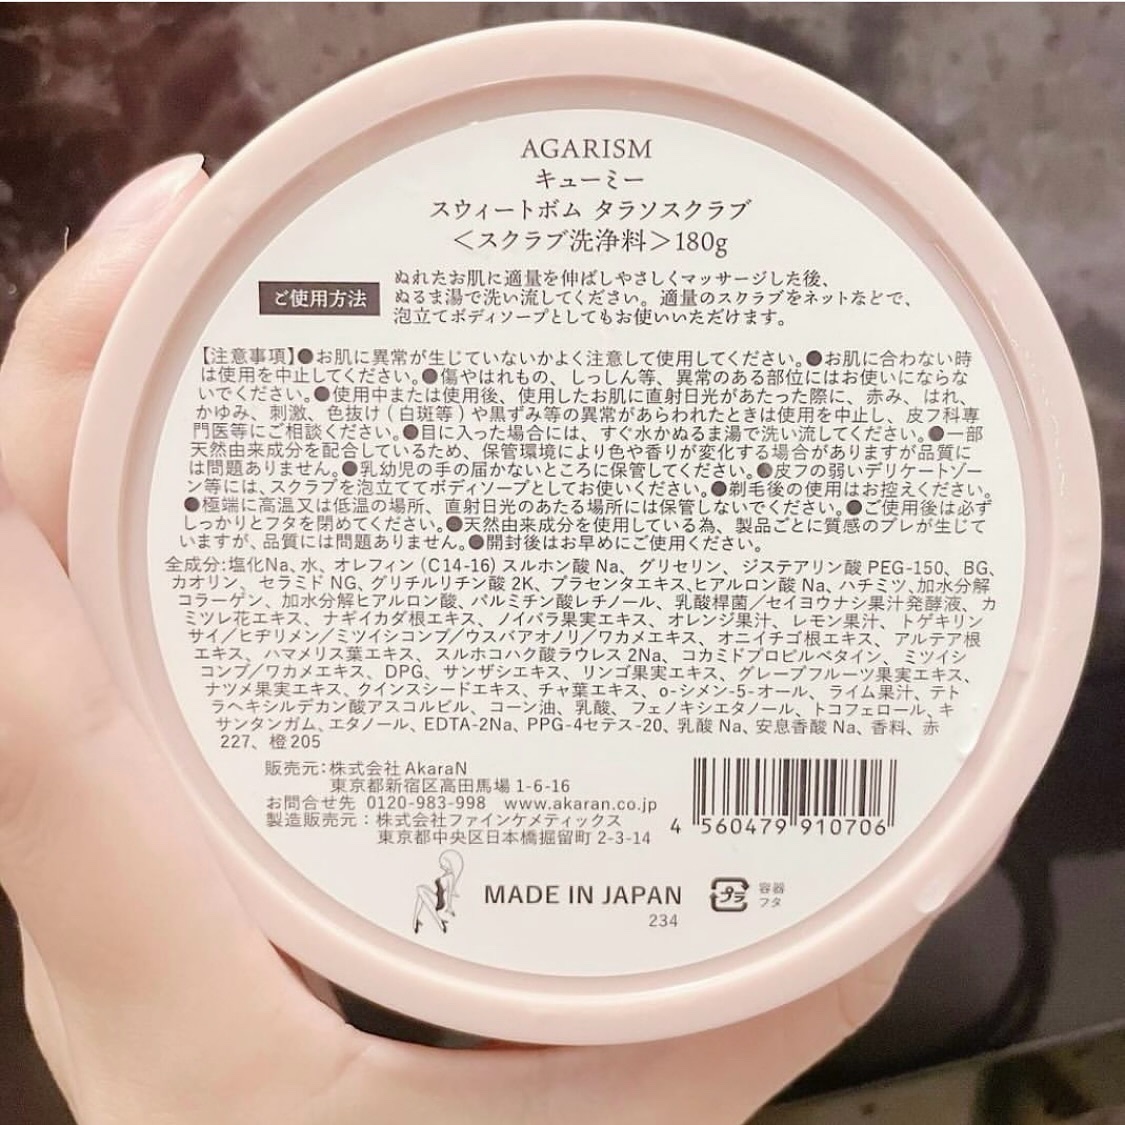 AGARISM
キューミー
スウィートボム タラソスクラブ
＜スクラブ洗浄料＞180g
ご使用方法
ぬれたお肌に適量を伸ばしやさしくマッサージした後、
ぬるま湯で洗い流してください。適量のスクラブをネットなどで、
泡立てボディソープとしてもお使いいただけます。
【注意事項】●お肌に異常が生じていないかよく注意して使用してください。●お肌に合わない時
は使用を中止してください。●傷やはれもの、しっしん等、異常のある部位にはお使いにならな
いでください。●使用中または使用後、使用したお肌に直射日光があたった際に、赤み、はれ、
かゆみ、刺激、色抜け(白斑等)や黒ずみ等の異常があらわれたときは使用を中止し、皮フ科専
門医等にご相談ください。●目に入った場合には、すぐ水かぬるま湯で洗い流してください。●一部
天然由来成分を配合しているため、保管環境により色や香りが変化する場合がありますが品質に
は問題ありません。●乳幼児の手の届かないところに保管してください。●皮フの弱いデリケートゾー
ン等には、スクラブを泡立ててボディソープとしてお使いください。●剃毛後の使用はお控えください。
●極端に高温又は低温の場所、直射日光のあたる場所には保管しないでください。●ご使用後は必ず
しっかりとフタを閉めてください。●天然由来成分を使用している為、製品ごとに質感のブレが生じて
いますが、品質には問題ありません。●開封後はお早めにご使用ください。
全成分:塩化Na、水、オレフィン(C14-16)スルホン酸Na、グリセリン、ジステアリン酸PEG-150、BG、
カオリン、セラミドNG、グリチルリチン酸2K、プラセンタエキス、ヒアルロン酸Na、ハチミツ、加水分解
コラーゲン、加水分解ヒアルロン酸、パルミチン酸レチノール、乳酸桿菌／セイヨウナシ果汁発酵液、カ
ミツレ花エキス、ナギイカダ根エキス、ノイバラ果実エキス、オレンジ果汁、レモン果汁、トゲキリン
サイ／ヒヂリメン／ミツイシコンブ／ウスバアオノリ／ワカメエキス、オニイチゴ根エキス、アルテア根
エキス、ハマメリス葉エキス、スルホコハク酸ラウレス2Na、コカミドプロピルベタイン、ミツイシ
コンブ／ワカメエキス、DPG、サンザシエキス、リンゴ果実エキス、グレープフルーツ果実エキス、
ナツメ果実エキス、クインスシードエキス、チャ葉エキス、o-シメン-5-オール、ライム果汁、テト
ラヘキシルデカン酸アスコルビル、コーン油、乳酸、フェノキシエタノール、トコフェロール、キ
サンタンガム、エタノール、EDTA-2Na、PPG-4セテス-20、乳酸Na、安息香酸Na、香料、赤
227、橙205
販売元：株式会社AkaraN
東京都新宿区高田馬場1-6-16
お問合せ先 0120-983-998 www.akaran.co.jp
製造販売元：株式会社ファインケメティックス
東京都中央区日本橋堀留町2-3-14
4 560479 910706
MADE IN JAPAN
プラ
容器
フタ
234